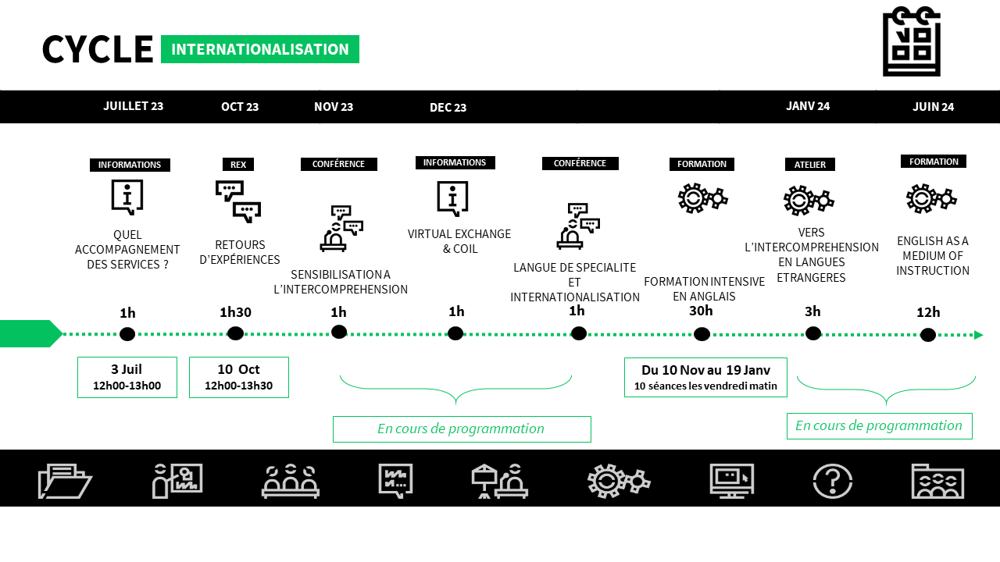 CYCLE INTERNATIONALISATION
JUILLET 23
OCT 23
NOV 23
DEC 23
JANV 24
JUIN 24
INFORMATIONS
QUEL
ACCOMPAGNEMENT
DES SERVICES ?
1h
3 Juil
12h00-13h00
REX
RETOURS
D'EXPÉRIENCES
1h30
10 Oct
12h00-13h30
CONFÉRENCE
SENSIBILISATION A
L'INTERCOMPREHENSION
1h
INFORMATIONS
VIRTUAL EXCHANGE
& COIL
1h
CONFÉRENCE
LANGUE DE SPECIALITE
ET
INTERNATIONALISATION
1h
En cours de programmation
FORMATION
FORMATION INTENSIVE
EN ANGLAIS
30h
Du 10 Nov au 19 Janv
10 séances les vendredi matin
ATELIER
VERS
L'INTERCOMPREHENSION
EN LANGUES
ETRANGERES
3h
FORMATION
ENGLISH AS A
MEDIUM OF
INSTRUCTION
12h
En cours de programmation